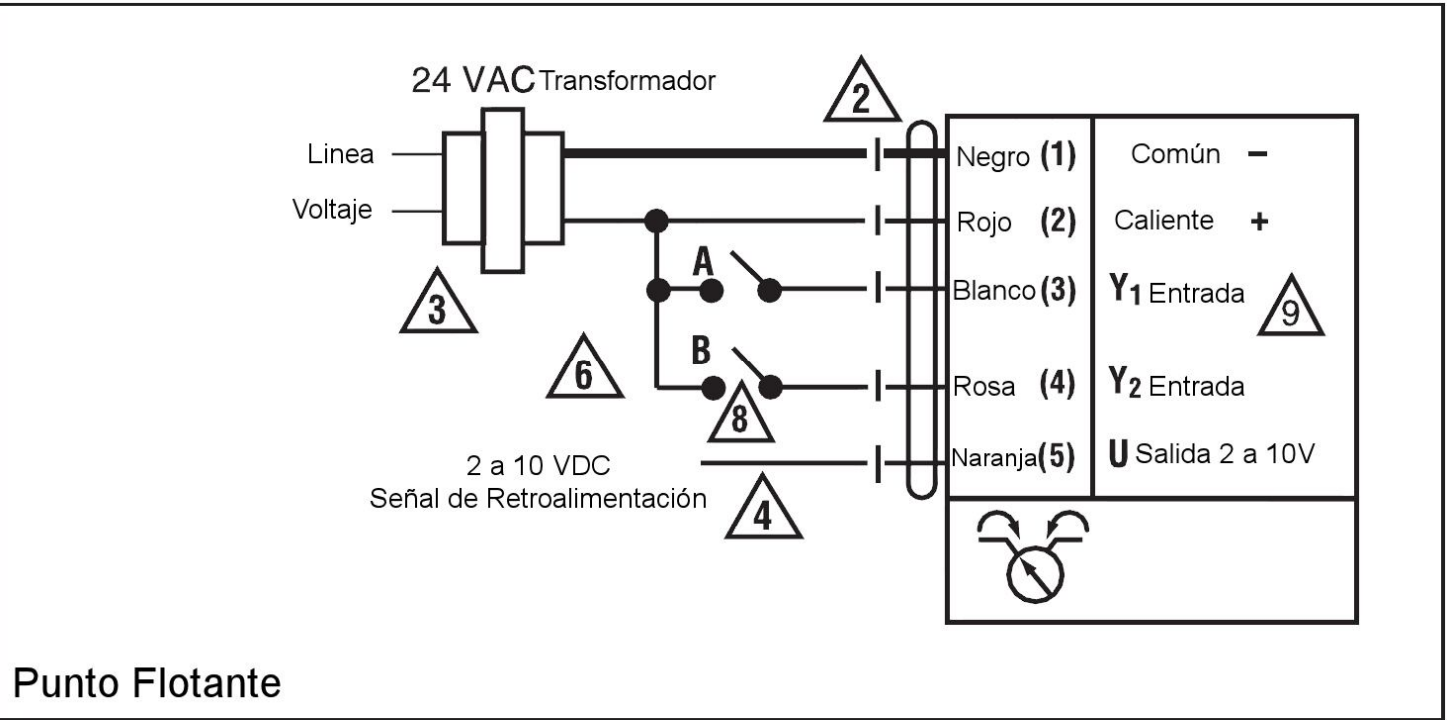 24 VAC Transformador
2
Linea
Voltaje
3
Negro (1)
Común −
Rojo (2)
Caliente +
A
Blanco (3)
Y1 Entrada
9
6
B
8
Rosa (4)
Y2 Entrada
2 a 10 VDC
Señal de Retroalimentación
4
Naranja(5)
U Salida 2 a 10V
Punto Flotante